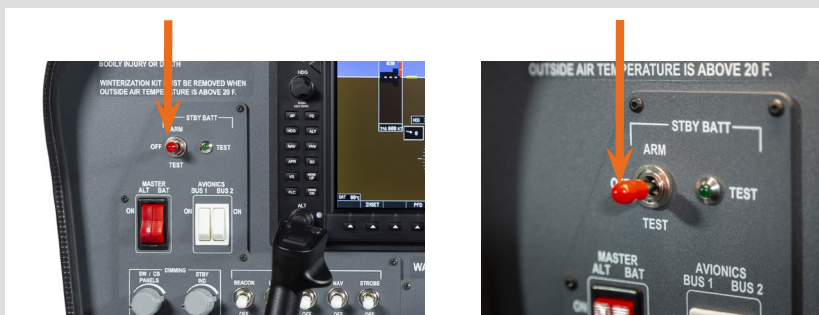 BODILY INJURY OR DEATH
WINTERIZATION KIT MUST BE REMOVED WHEN
OUTSIDE AIR TEMPERATURE IS ABOVE 20 F.
STBY BATT
ARM
OFF
TEST
TEST
MASTER
ALT BAT
AVIONICS
BUS 1 BUS 2
ON
ON
DIMMING
SW / CB
PANELS
STBY
IND
BEACON
NAV
STROBE
OFF
OFF
OFF
OFF
HDG
AP
FD
HDG
ALT
NAV
VNV
APR
BC
VS
FLC
ALT
INSET
PFD
OUTSIDE AIR TEMPERATURE IS ABOVE 20 F.
STBY BATT
ARM
TEST
TEST
MASTER
ALT BAT
AVIONICS
BUS 1 BUS 2
ON